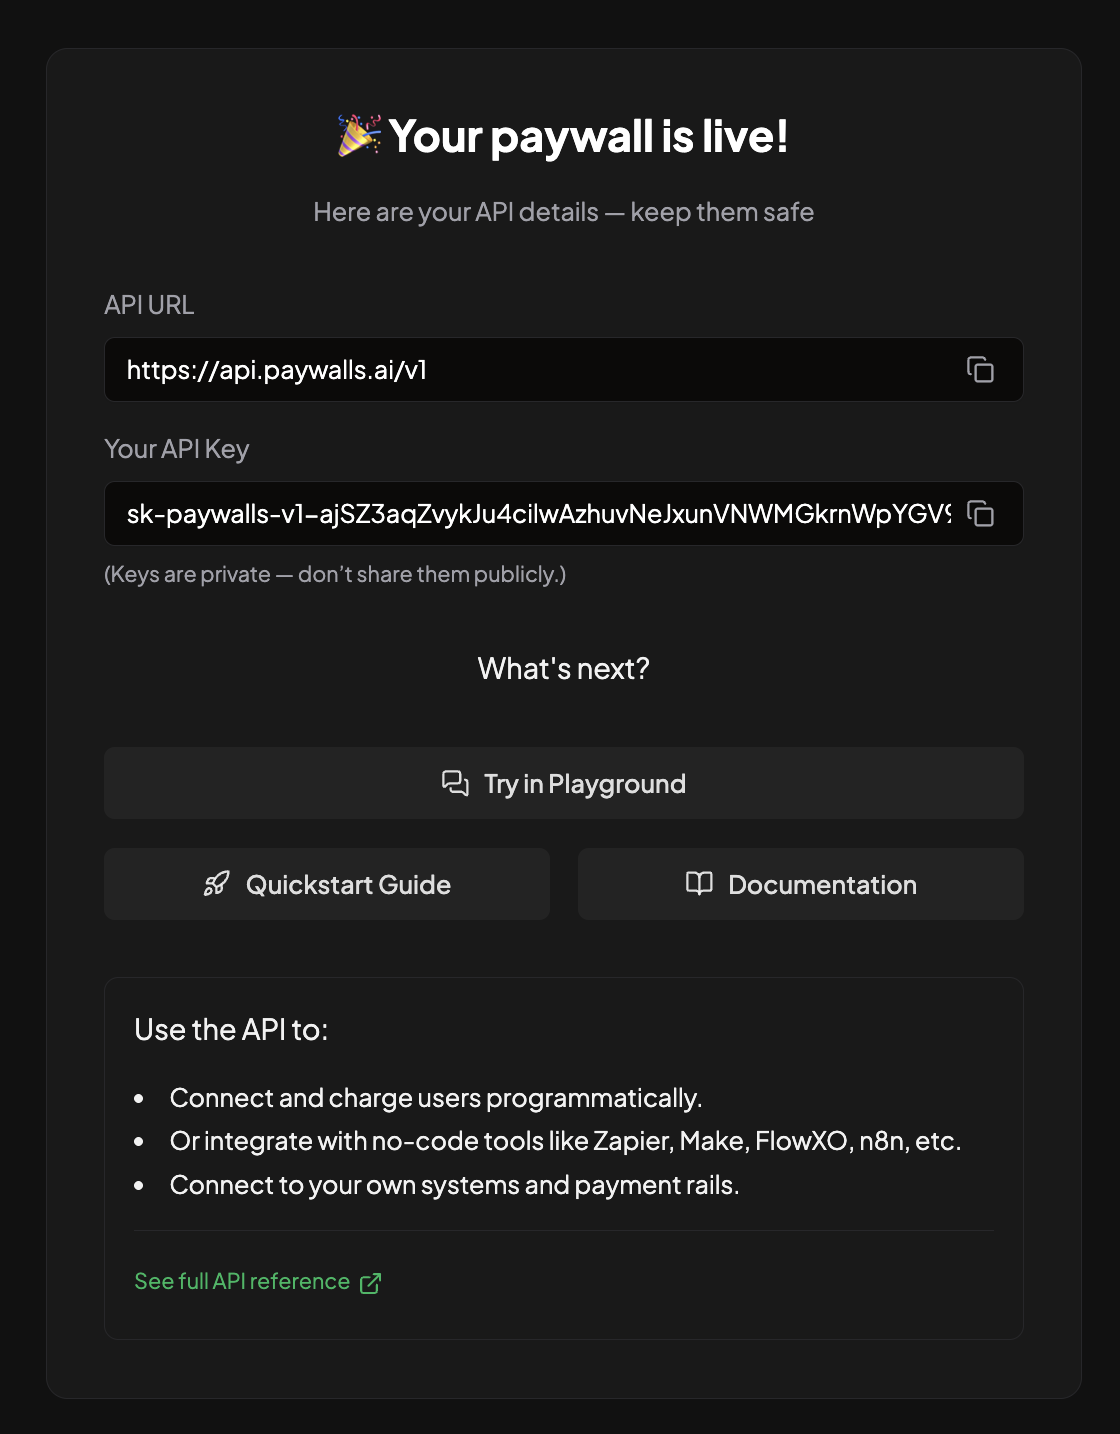 🎉 Your paywall is live!
Here are your API details — keep them safe
API URL
https://api.paywalls.ai/v1
Your API Key
sk-paywalls-v1-ajSZ3aqZvykJu4cilwAzhuvNeJxunVNWMGkrnWpYGV9
(Keys are private — don’t share them publicly.)
What's next?
Try in Playground
Quickstart Guide
Documentation
Use the API to:
• Connect and charge users programmatically.
• Or integrate with no-code tools like Zapier, Make, FlowXO, n8n, etc.
• Connect to your own systems and payment rails.
See full API reference